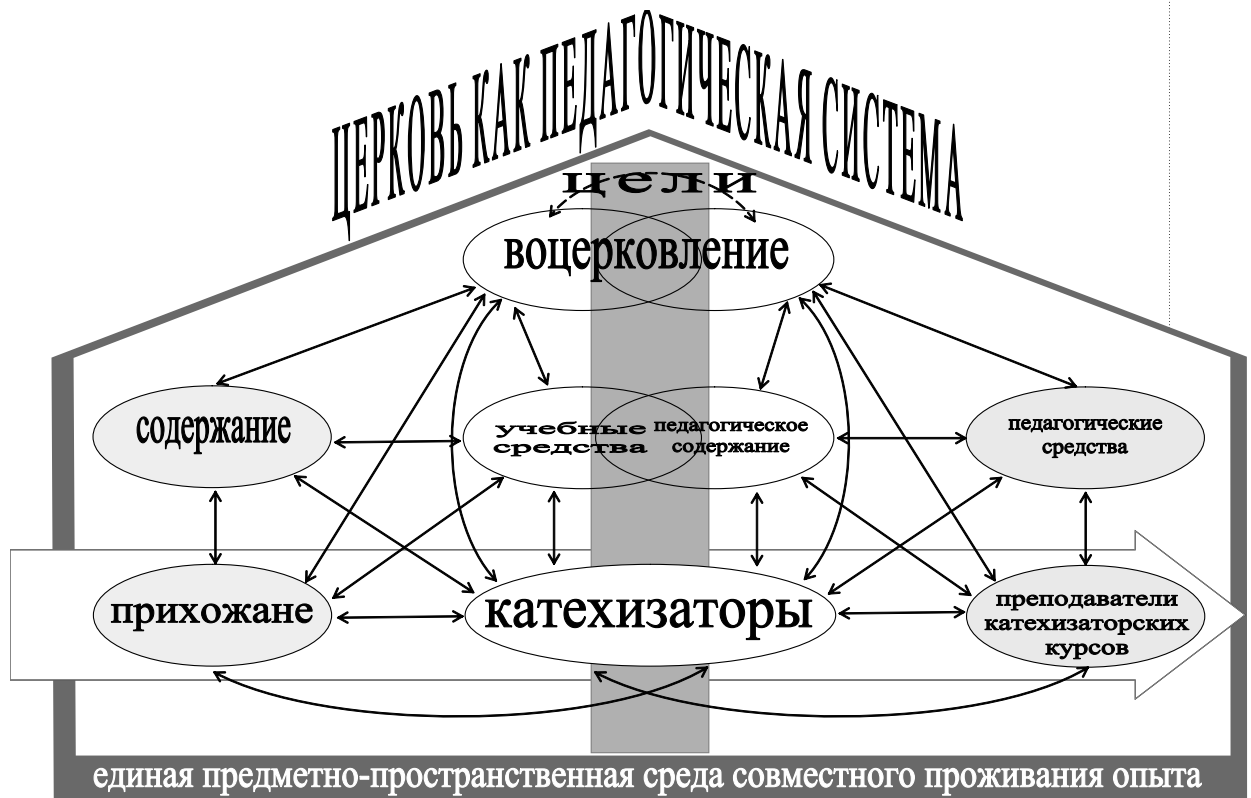 ЦЕРКОВЬ КАК ПЕДАГОГИЧЕСКАЯ СИСТЕМА
цели
воцерковление
содержание
учебные
средства
педагогическое
содержание
педагогические
средства
прихожане
катехизаторы
преподаватели
катехизаторских
курсов
единая предметно-пространственная среда совместного проживания опыта